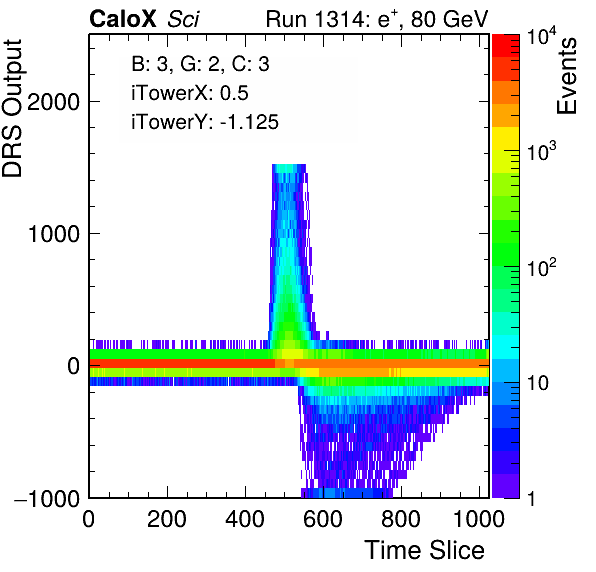 CaloX Sci
Run 1314: e⁺, 80 GeV
B: 3, G: 2, C: 3
iTowerX: 0.5
iTowerY: -1.125
DRS Output
2000
1000
0
−1000
0 200 400 600 800 1000
Time Slice
Events
10⁴
10³
10²
10
1